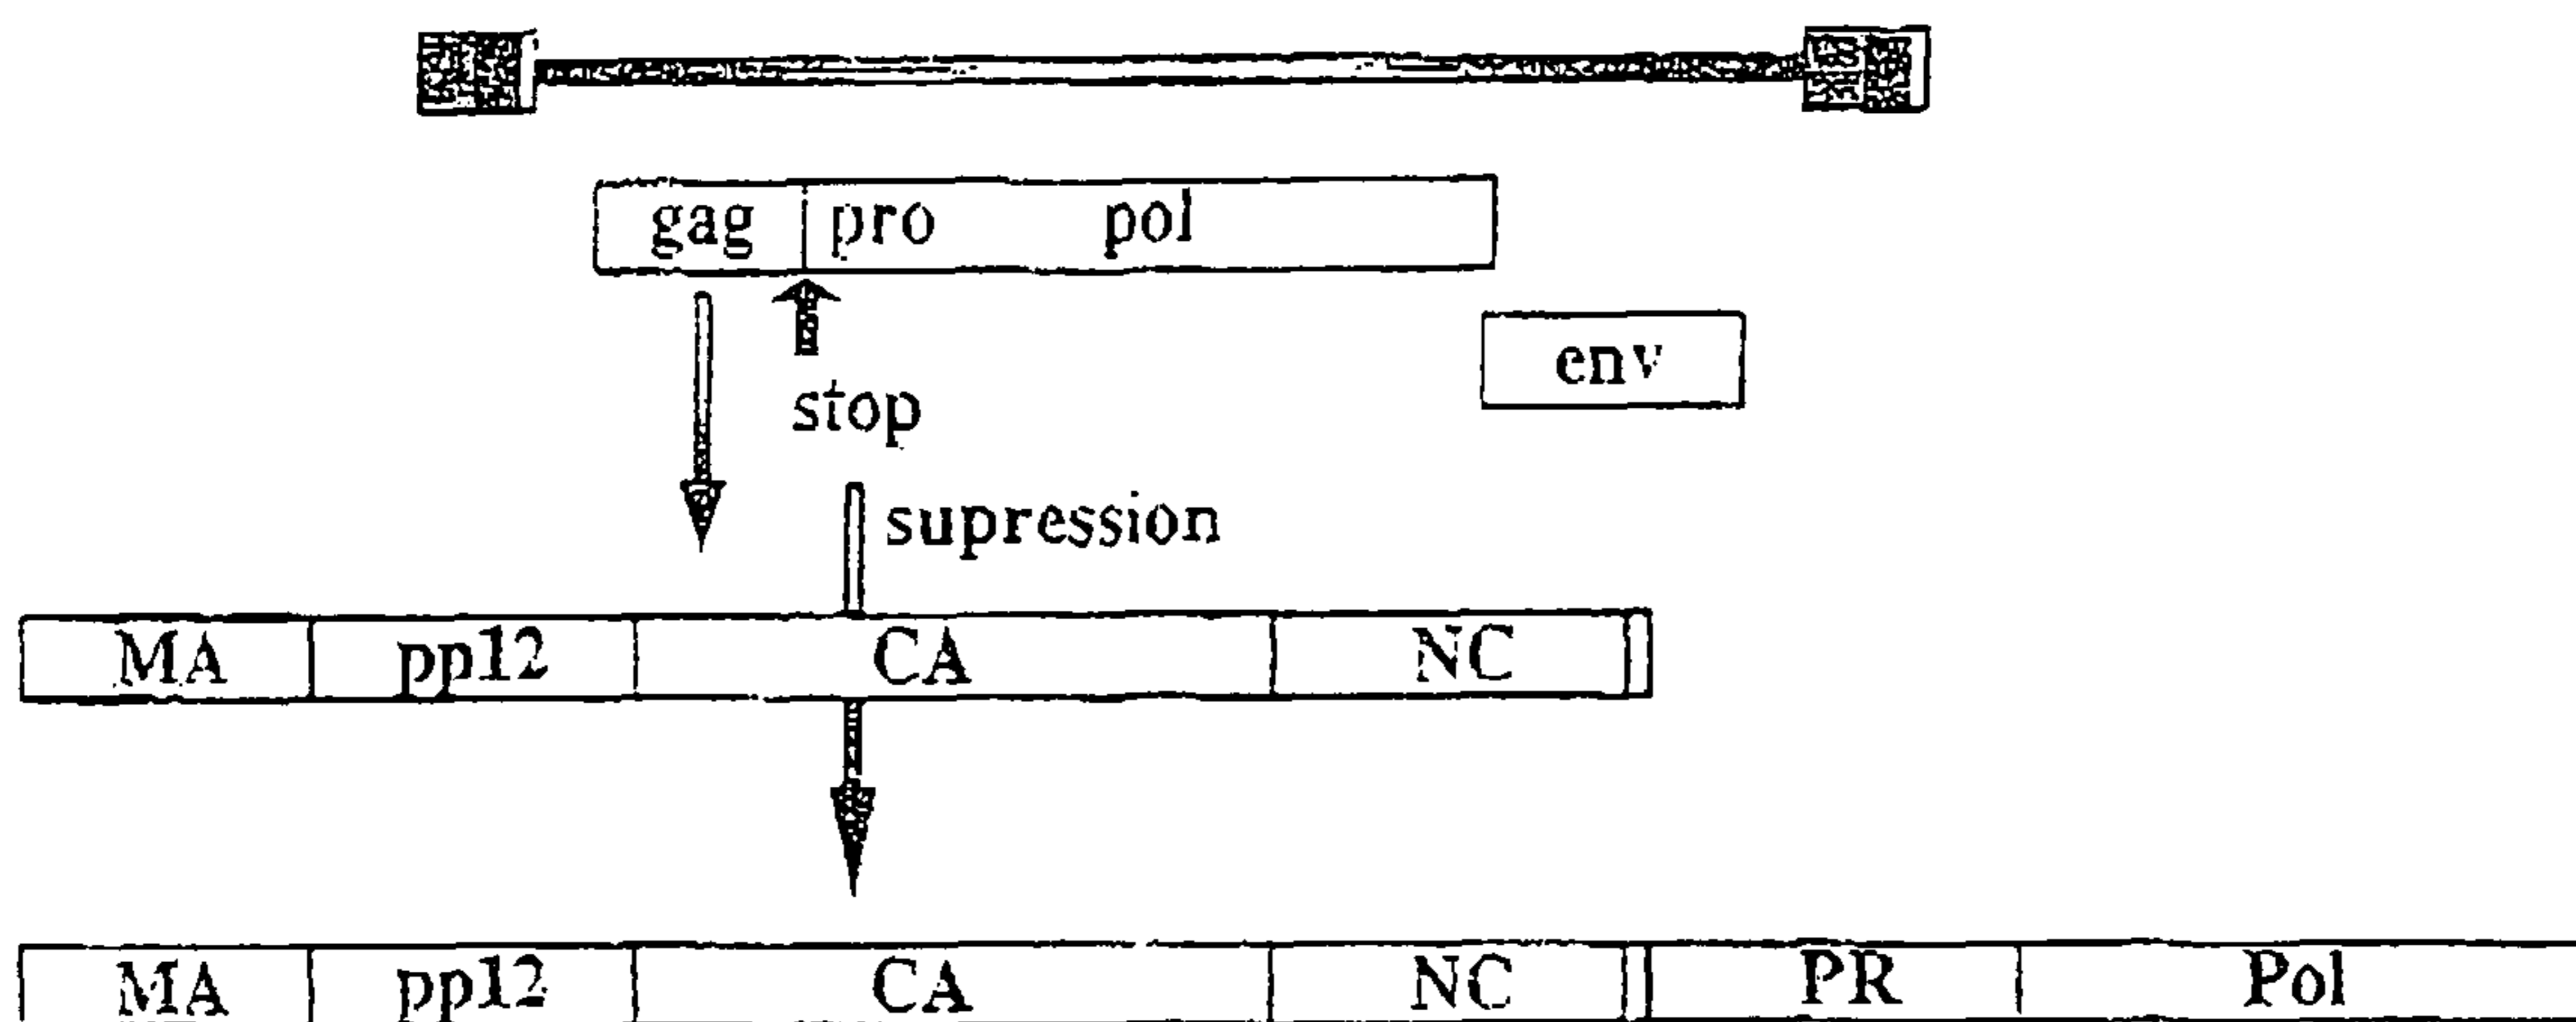 gag pro pol
env
stop
supression
MA pp12 CA NC
MA pp12 CA NC PR Pol